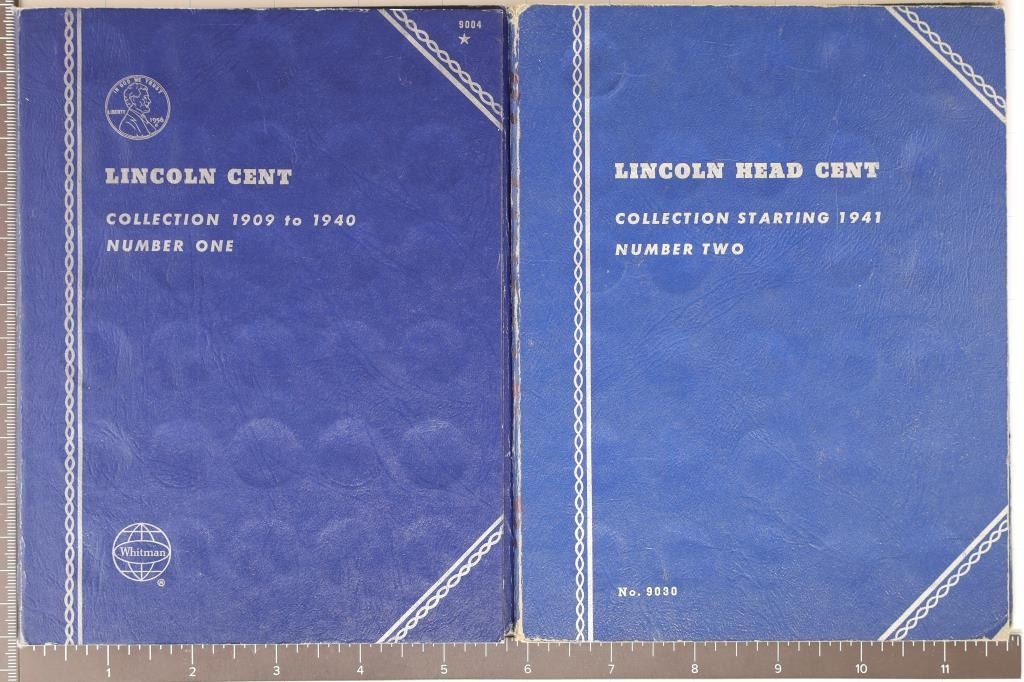 9004
IN GOD WE TRUST
LIBERTY
LINCOLN CENT
COLLECTION 1909 to 1940
NUMBER ONE
Whitman
®
LINCOLN HEAD CENT
COLLECTION STARTING 1941
NUMBER TWO
No. 9030
1 2 3 4 5 6 7 8 9 10 11